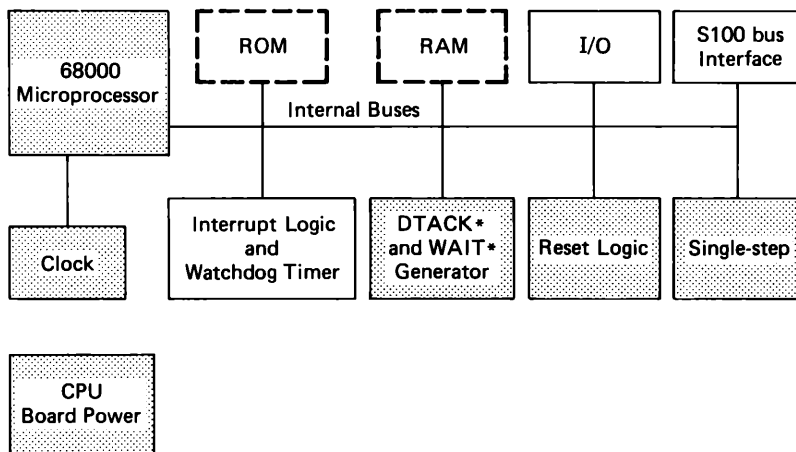 68000
Microprocessor
ROM
RAM
I/O
S100 bus
Interface
Internal Buses
Clock
Interrupt Logic
and
Watchdog Timer
DTACK*
and WAIT*
Generator
Reset Logic
Single-step
CPU
Board Power